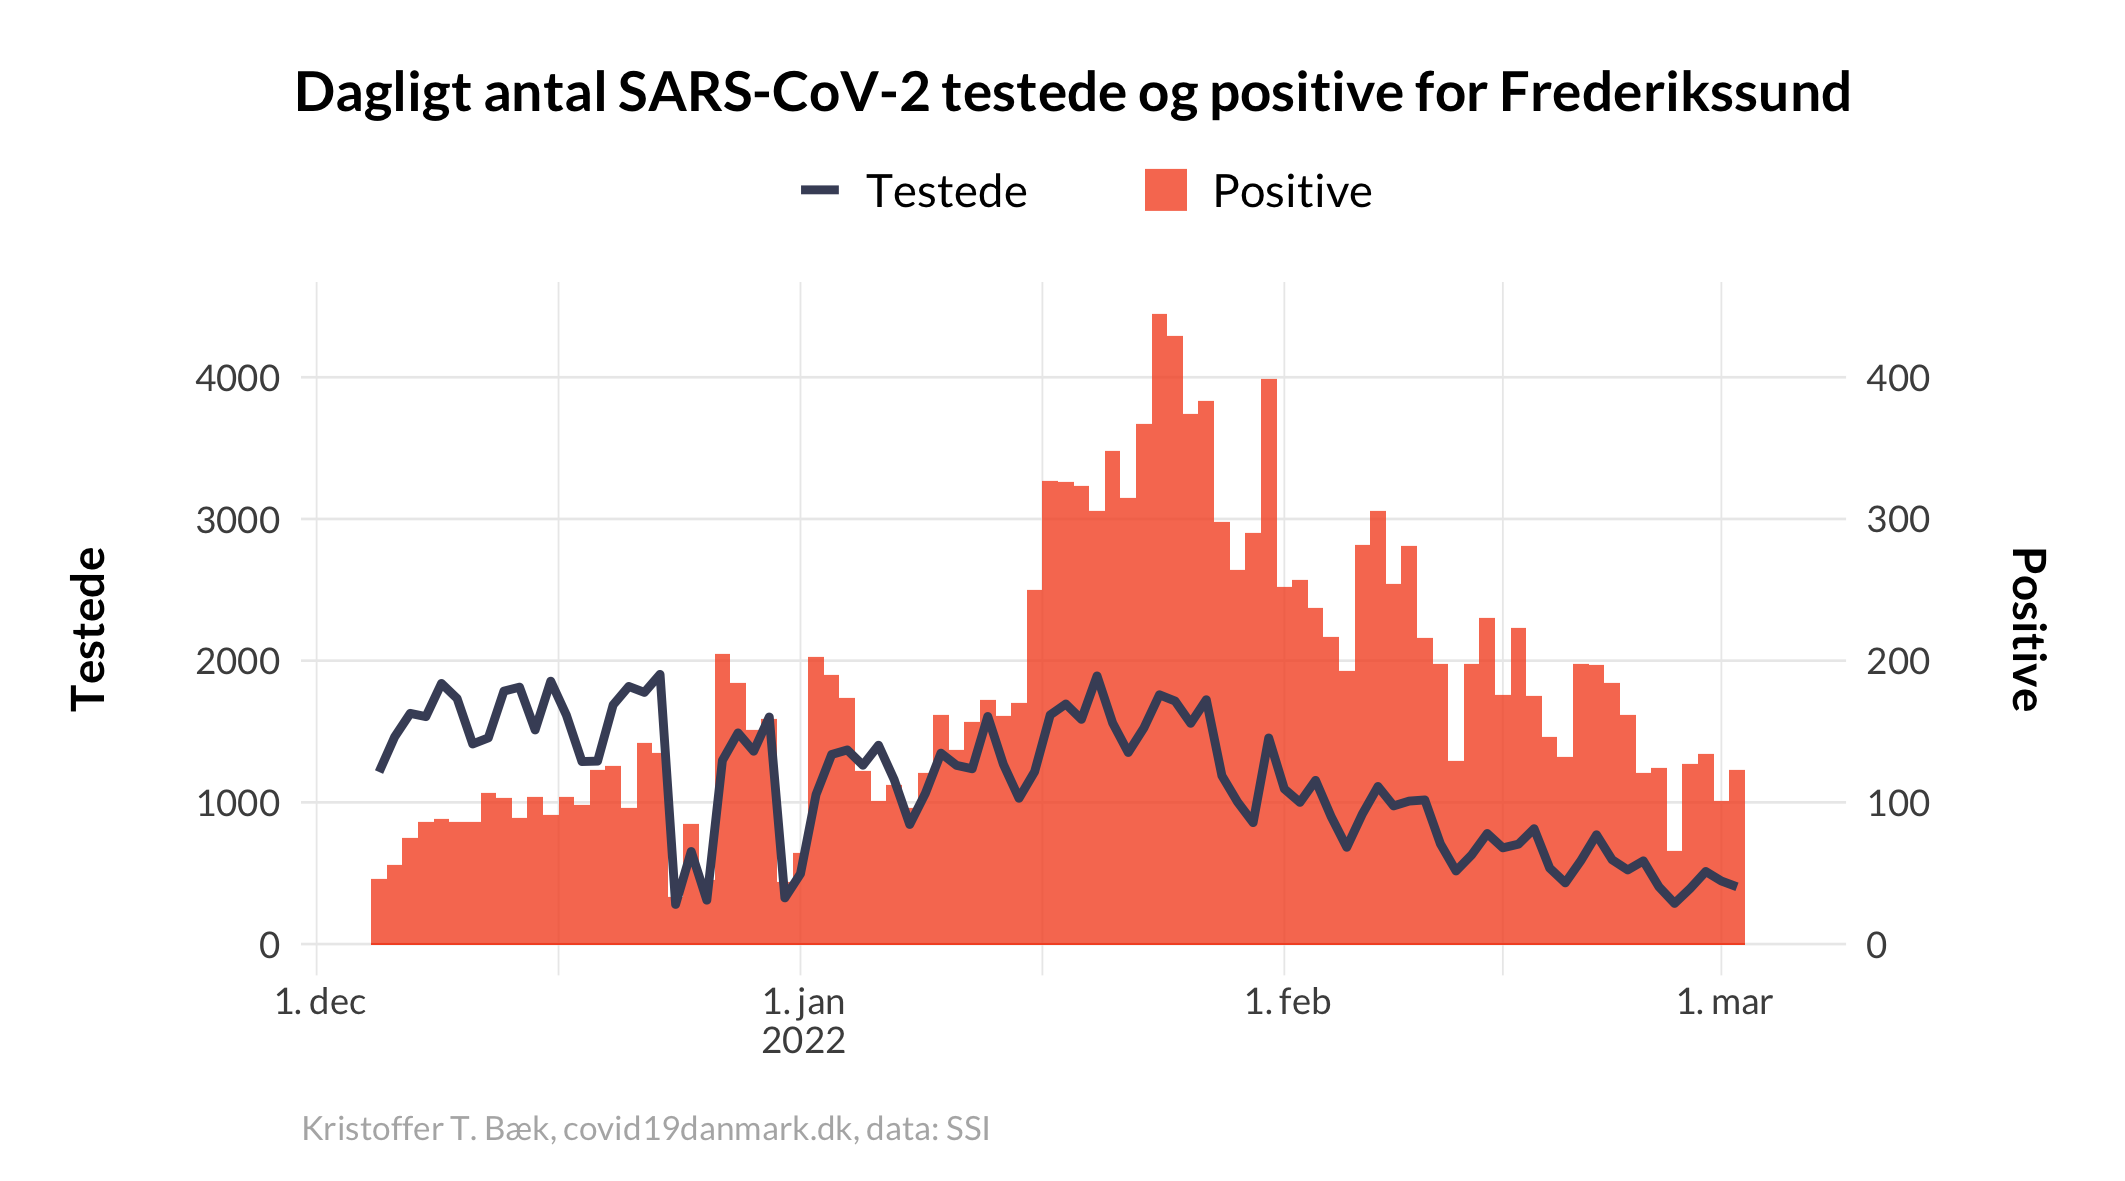 Dagligt antal SARS-CoV-2 testede og positive for Frederikssund
Testede
Positive
4000
3000
2000
1000
0
400
300
200
100
0
Testede
Positive
1. dec
1. jan
2022
1. feb
1. mar
Kristoffer T. Bæk, covid19danmark.dk, data: SSI